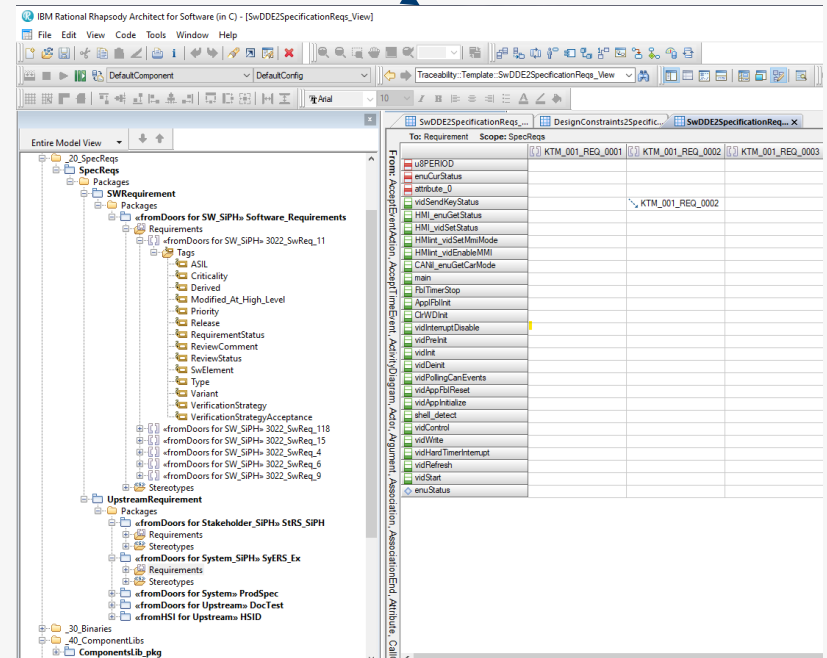 IBM Rational Rhapsody Architect for Software (in C) - [SwDDE2SpecificationReqs_View]
File Edit View Code Tools Window Help
DefaultComponent DefaultConfig Traceability::Template::SwDDE2SpecificationReqs_View
Arial 10
Entire Model View
_20_SpecReqs
SpecReqs
Packages
SWRequirement
Packages
«fromDoors for SW_SiPH» Software_Requirements
Requirements
«fromDoors for SW_SiPH» 3022_SwReq_11
Tags
ASIL
Criticality
Derived
Modified_At_High_Level
Priority
Release
RequirementStatus
ReviewComment
ReviewStatus
SwElement
Type
Variant
VerificationStrategy
VerificationStrategyAcceptance
«fromDoors for SW_SiPH» 3022_SwReq_118
«fromDoors for SW_SiPH» 3022_SwReq_15
«fromDoors for SW_SiPH» 3022_SwReq_4
«fromDoors for SW_SiPH» 3022_SwReq_6
«fromDoors for SW_SiPH» 3022_SwReq_9
Stereotypes
UpstreamRequirement
Packages
«fromDoors for Stakeholder_SiPH» StRS_SiPH
Requirements
Stereotypes
«fromDoors for System_SiPH» SyERS_Ex
Requirements
Stereotypes
«fromDoors for System» ProdSpec
«fromDoors for Upstream» DocTest
«fromHSI for Upstream» HSID
_30_Binaries
_40_ComponentLibs
ComponentsLib_pkg
SwDDE2SpecificationReqs_... DesignConstraints2Specific... SwDDE2SpecificationReq... x
To: Requirement Scope: SpecReqs
From: AcceptEventAction, AcceptTimeEvent, ActivityDiagram, Actor, Argument, Association, AssociationEnd, Attribute, CallI
KTM_001_REQ_0001 KTM_001_REQ_0002 KTM_001_REQ_0003
u8PERIOD
enuCurStatus
attribute_0
vidSendKeyStatus KTM_001_REQ_0002
HMI_enuGetStatus
HMI_vidSetStatus
HMIint_vidSetMmiMode
HMIint_vidEnableMMI
CANil_enuGetCarMode
main
FblTimerStop
ApplFblInit
ClrWDInit
vidInterruptDisable
vidPreInit
vidInit
vidDeinit
vidPollingCanEvents
vidAppFblReset
vidAppInitialize
shell_detect
vidControl
vidWrite
vidHardTimerInterrupt
vidRefresh
vidStart
enuStatus